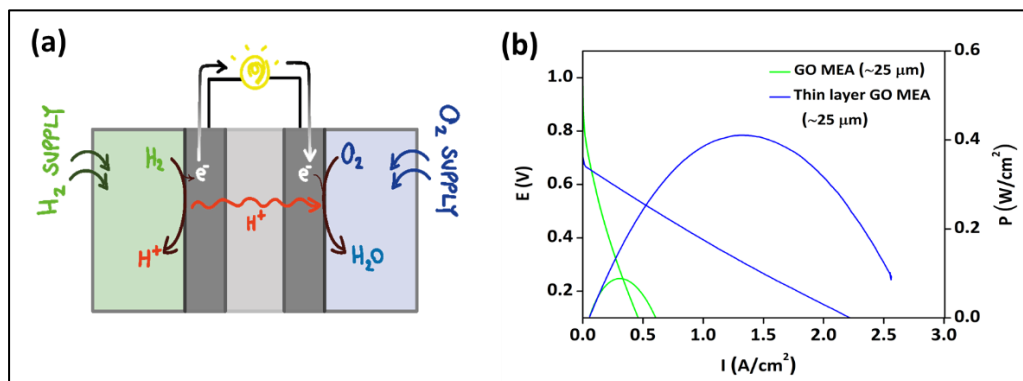 (a)
H₂ SUPPLY
H₂
H⁺
e⁻
H⁺
e⁻
O₂
H₂O
O₂ SUPPLY
(b)
E (V)
1.0
0.8
0.6
0.4
0.2
GO MEA (~25 μm)
Thin layer GO MEA
(~25 μm)
0.6
0.4
0.2
0.0
P (W/cm²)
0.0 0.5 1.0 1.5 2.0 2.5 3.0
I (A/cm²)